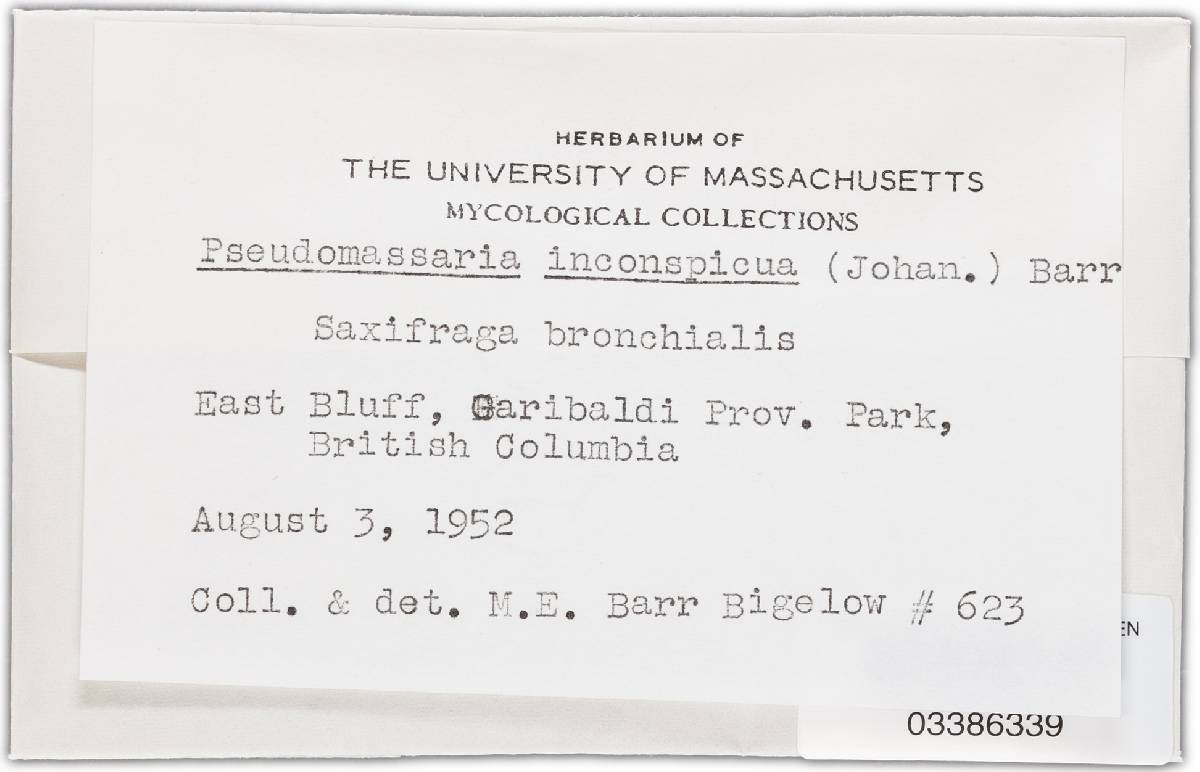 HERBARIUM OF
THE UNIVERSITY OF MASSACHUSETTS
MYCOLOGICAL COLLECTIONS
Pseudomassaria inconspicua (Johan.) Barr
Saxifraga bronchialis
East Bluff, Garibaldi Prov. Park,
British Columbia
August 3, 1952
Coll. & det. M.E. Barr Bigelow # 623
03386339